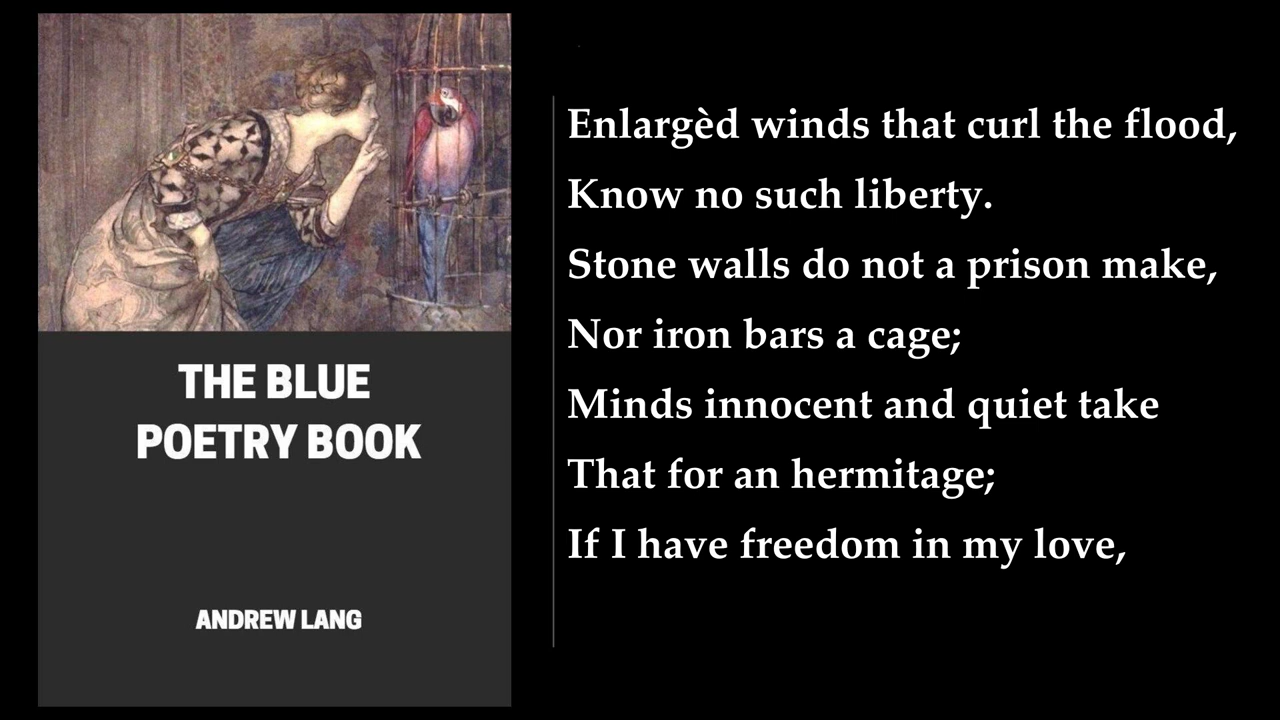 THE BLUE
POETRY BOOK
ANDREW LANG
Enlargèd winds that curl the flood,
Know no such liberty.
Stone walls do not a prison make,
Nor iron bars a cage;
Minds innocent and quiet take
That for an hermitage;
If I have freedom in my love,